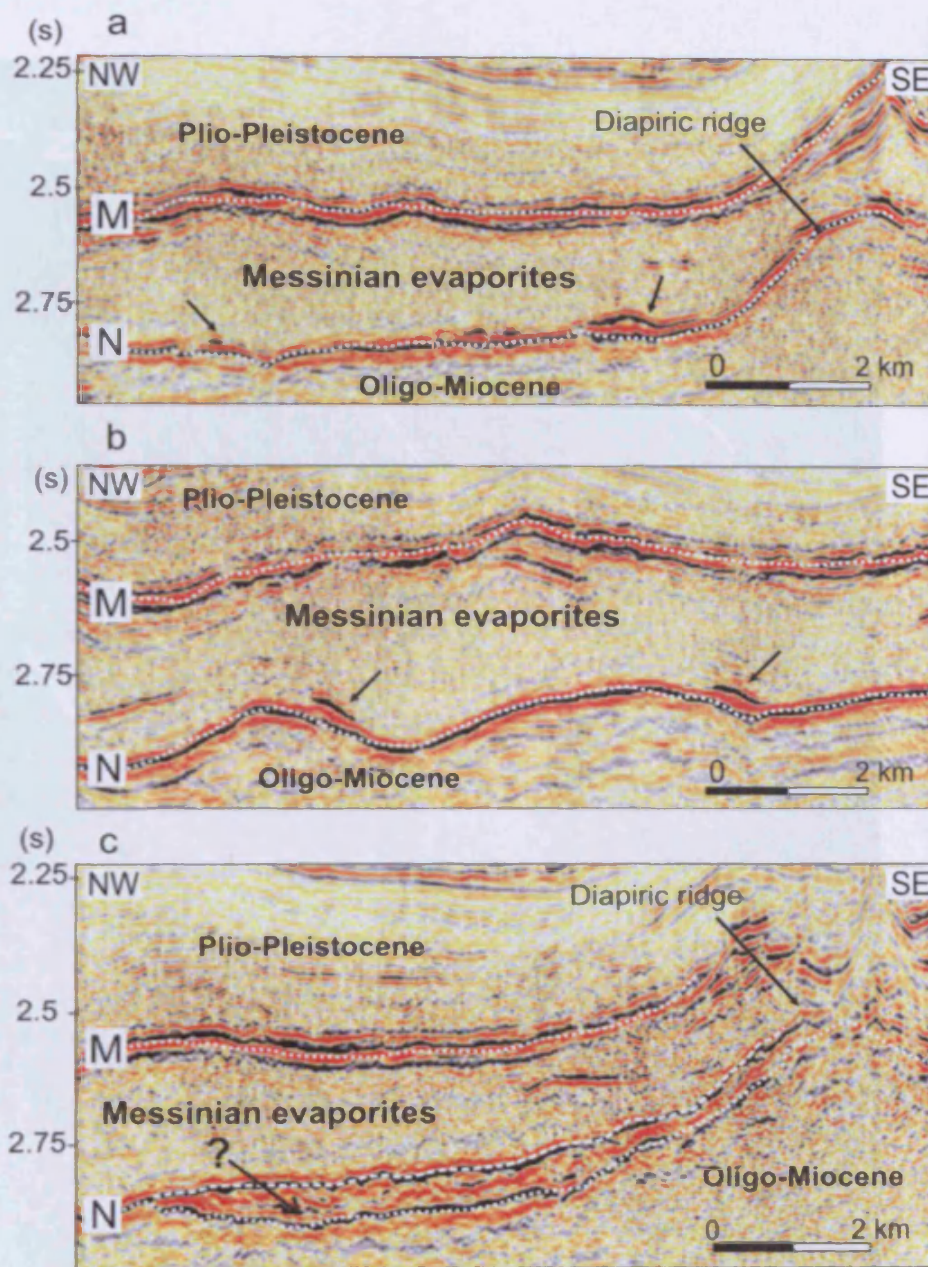 (s) a
2.25 NW SE
Diapiric ridge
Plio-Pleistocene
2.5
M
Messinian evaporites
2.75
N
0 2 km
Oligo-Miocene
b
(s) NW SE
Plio-Pleistocene
2.5
M
Messinian evaporites
2.75
N
0 2 km
Oligo-Miocene
(s) c
2.25 NW SE
Diapiric ridge
Plio-Pleistocene
2.5
M
Messinian evaporites
2.75
?
Oligo-Miocene
N
0 2 km